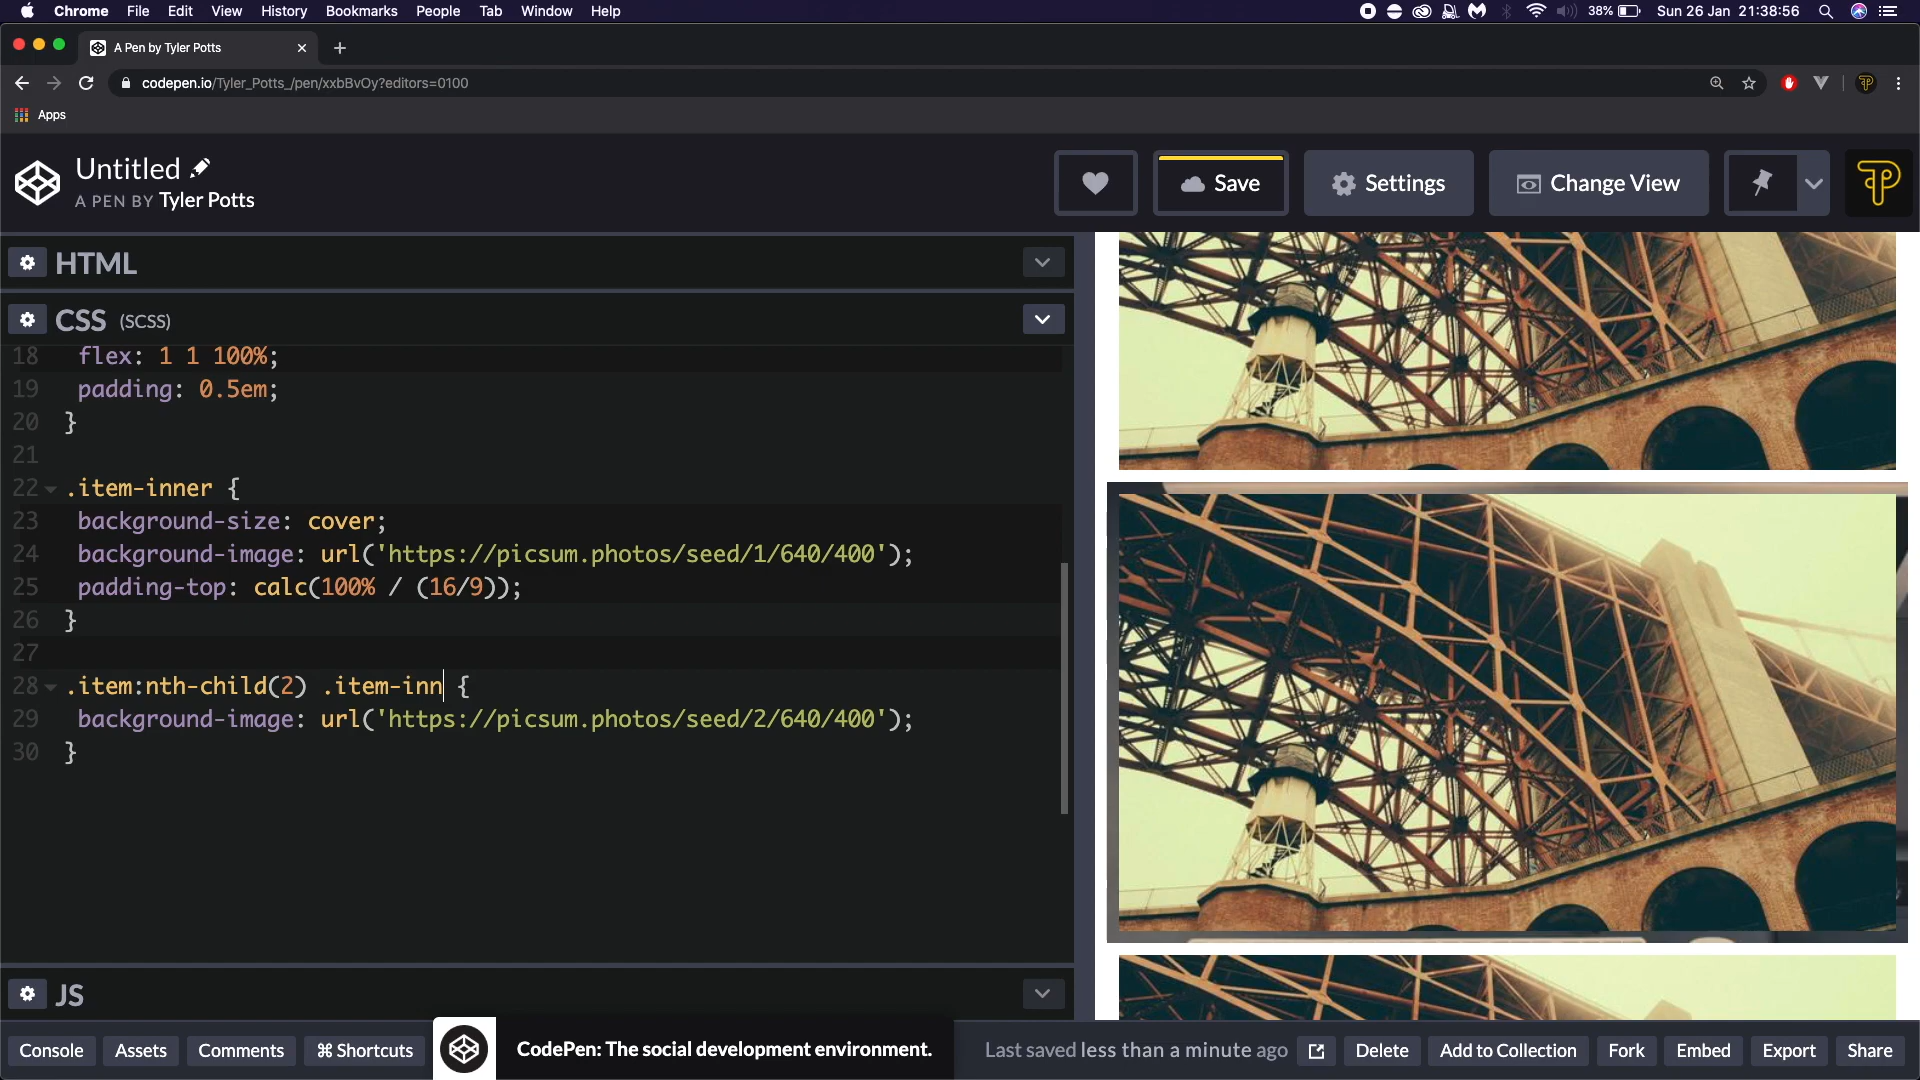 Chrome File Edit View History Bookmarks People Tab Window Help 38% Sun 26 Jan 21:38:56
A Pen by Tyler Potts
codepen.io/Tyler_Potts_/pen/xxbBvOy?editors=0100
Apps
Untitled
A PEN BY Tyler Potts
Save Settings Change View
HTML
CSS (SCSS)
18 flex: 1 1 100%;
19 padding: 0.5em;
20 }
21
22 .item-inner {
23 background-size: cover;
24 background-image: url('https://picsum.photos/seed/1/640/400');
25 padding-top: calc(100% / (16/9));
26 }
27
28 .item:nth-child(2) .item-inn {
29 background-image: url('https://picsum.photos/seed/2/640/400');
30 }
JS
Console Assets Comments ⌘ Shortcuts CodePen: The social development environment. Last saved less than a minute ago Delete Add to Collection Fork Embed Export Share